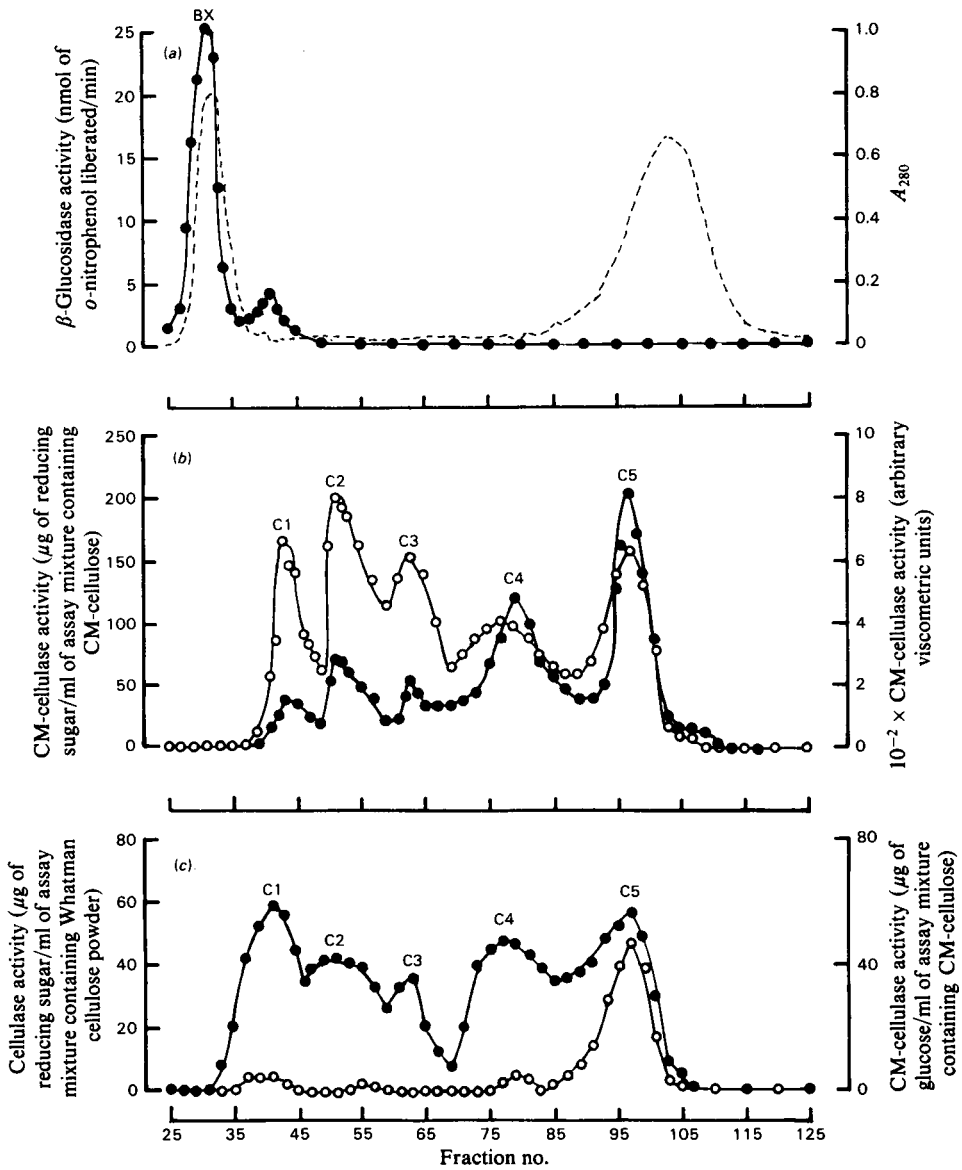 BX
(a)
25
20
15
10
5
0
β-Glucosidase activity (nmol of
o-nitrophenol liberated/min)
1.0
0.8
0.6
0.4
0.2
0
A280
(b)
250
200
150
100
50
0
CM-cellulase activity (µg of reducing
sugar/ml of assay mixture containing
CM-cellulose)
C1
C2
C3
C4
C5
10
8
6
4
2
0
10−2 × CM-cellulase activity (arbitrary
viscometric units)
(c)
80
60
40
20
0
Cellulase activity (µg of
reducing sugar/ml of assay
mixture containing Whatman
cellulose powder)
C1
C2
C3
C4
C5
80
40
0
CM-cellulase activity (µg of
glucose/ml of assay mixture
containing CM-cellulose)
25 35 45 55 65 75 85 95 105 115 125
Fraction no.